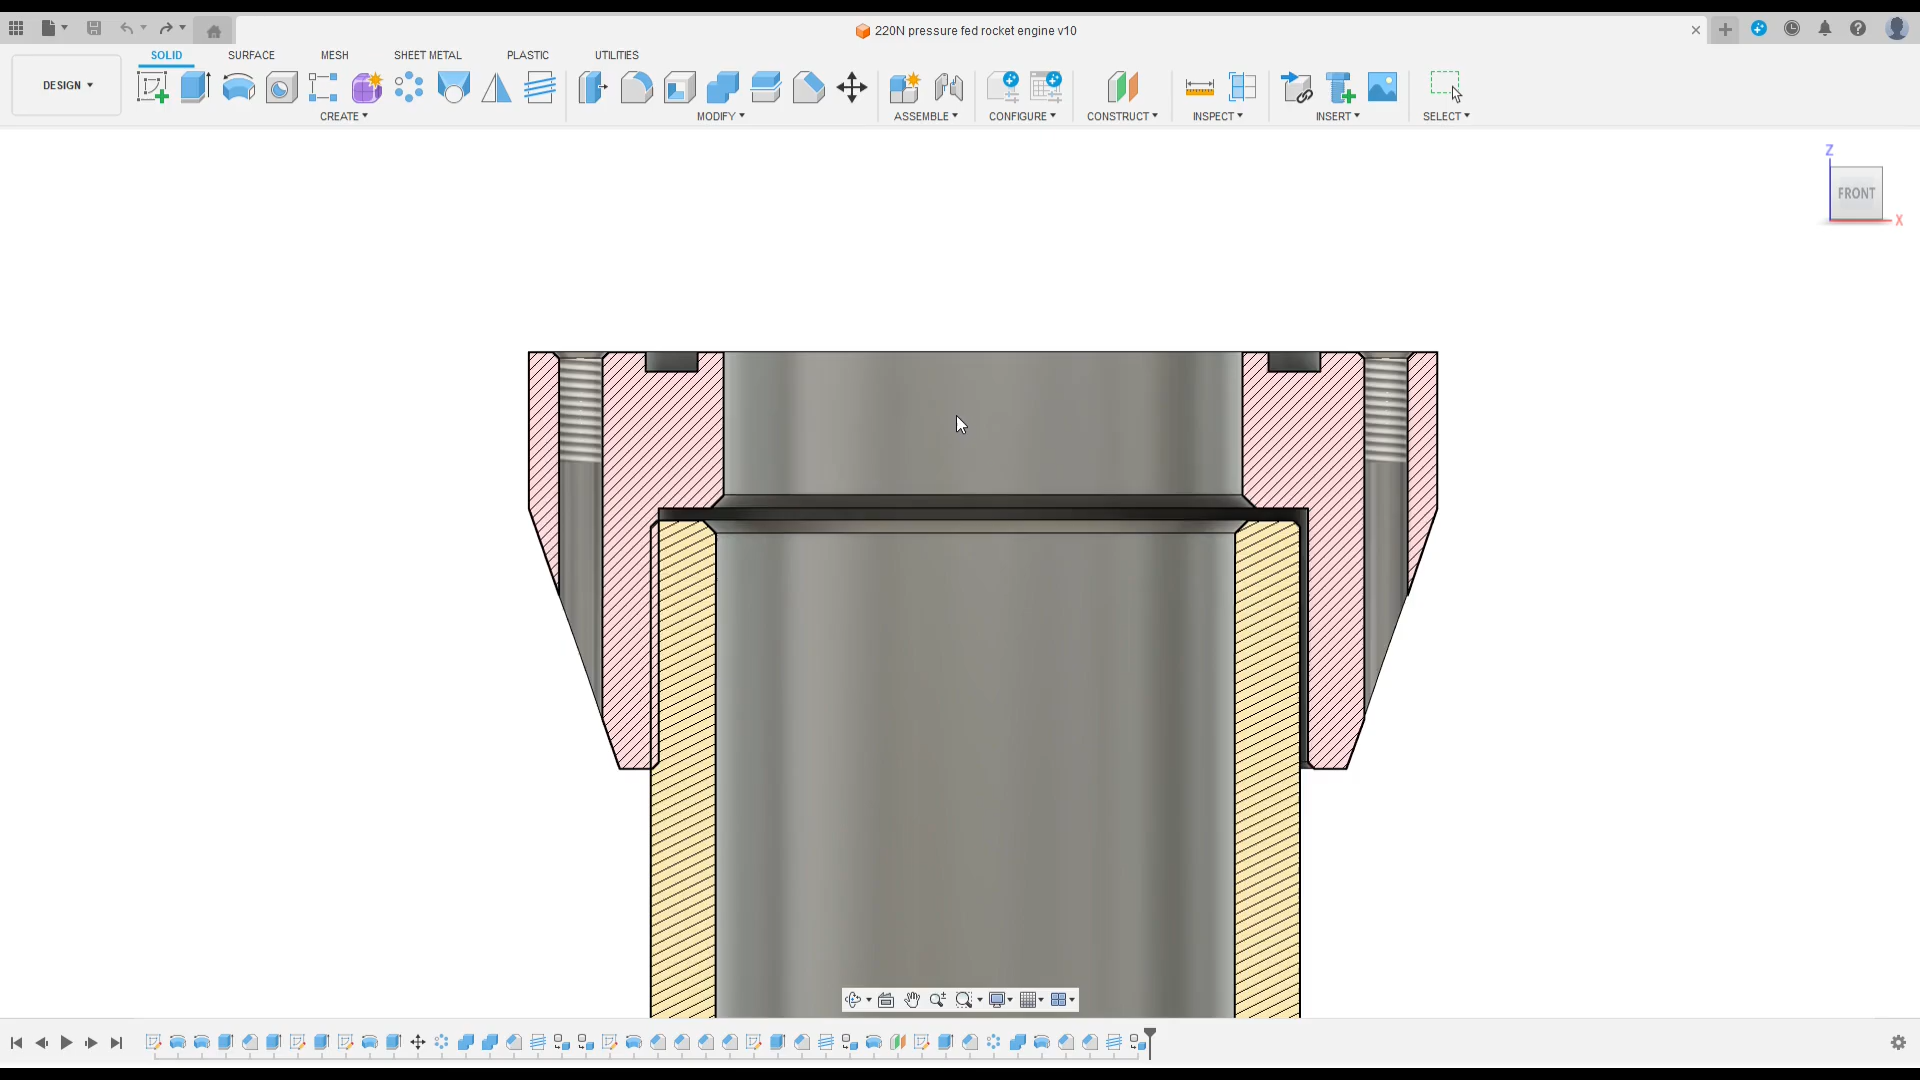 220N pressure fed rocket engine v10
SOLID SURFACE MESH SHEET METAL PLASTIC UTILITIES
DESIGN
CREATE MODIFY ASSEMBLE CONFIGURE CONSTRUCT INSPECT INSERT SELECT
Z
FRONT
X